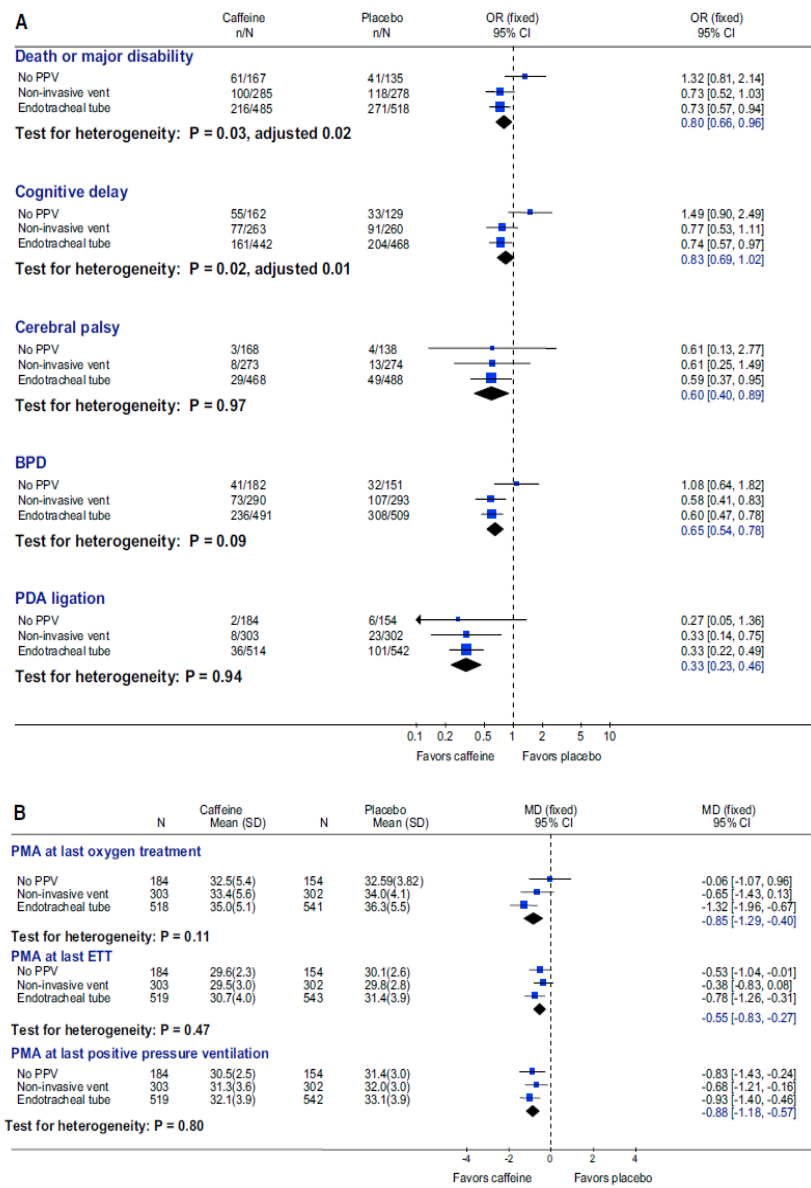 A
Caffeine Placebo OR (fixed) OR (fixed)
n/N n/N 95% CI 95% CI
Death or major disability
No PPV 61/167 41/135 1.32 [0.81, 2.14]
Non-invasive vent 100/285 118/278 0.73 [0.52, 1.03]
Endotracheal tube 216/485 271/518 0.73 [0.57, 0.94]
0.80 [0.66, 0.96]
Test for heterogeneity: P = 0.03, adjusted 0.02
Cognitive delay
No PPV 55/162 33/129 1.49 [0.90, 2.49]
Non-invasive vent 77/263 91/260 0.77 [0.53, 1.11]
Endotracheal tube 161/442 204/468 0.74 [0.57, 0.97]
0.83 [0.69, 1.02]
Test for heterogeneity: P = 0.02, adjusted 0.01
Cerebral palsy
No PPV 3/168 4/138 0.61 [0.13, 2.77]
Non-invasive vent 8/273 13/274 0.61 [0.25, 1.49]
Endotracheal tube 29/468 49/488 0.59 [0.37, 0.95]
0.60 [0.40, 0.89]
Test for heterogeneity: P = 0.97
BPD
No PPV 41/182 32/151 1.08 [0.64, 1.82]
Non-invasive vent 73/290 107/293 0.58 [0.41, 0.83]
Endotracheal tube 236/491 308/509 0.60 [0.47, 0.78]
0.65 [0.54, 0.78]
Test for heterogeneity: P = 0.09
PDA ligation
No PPV 2/184 6/154 0.27 [0.05, 1.36]
Non-invasive vent 8/303 23/302 0.33 [0.14, 0.75]
Endotracheal tube 36/514 101/542 0.33 [0.22, 0.49]
0.33 [0.23, 0.46]
Test for heterogeneity: P = 0.94
0.1 0.2 0.5 1 2 5 10
Favors caffeine Favors placebo
B
Caffeine Placebo MD (fixed) MD (fixed)
N Mean (SD) N Mean (SD) 95% CI 95% CI
PMA at last oxygen treatment
No PPV 184 32.5(5.4) 154 32.59(3.82) -0.06 [-1.07, 0.96]
Non-invasive vent 303 33.4(5.6) 302 34.0(4.1) -0.65 [-1.43, 0.13]
Endotracheal tube 518 35.0(5.1) 541 36.3(5.5) -1.32 [-1.96, -0.67]
-0.85 [-1.29, -0.40]
Test for heterogeneity: P = 0.11
PMA at last ETT
No PPV 184 29.6(2.3) 154 30.1(2.6) -0.53 [-1.04, -0.01]
Non-invasive vent 303 29.5(3.0) 302 29.8(2.8) -0.38 [-0.83, 0.08]
Endotracheal tube 519 30.7(4.0) 543 31.4(3.9) -0.78 [-1.26, -0.31]
-0.55 [-0.83, -0.27]
Test for heterogeneity: P = 0.47
PMA at last positive pressure ventilation
No PPV 184 30.5(2.5) 154 31.4(3.0) -0.83 [-1.43, -0.24]
Non-invasive vent 303 31.3(3.6) 302 32.0(3.0) -0.68 [-1.21, -0.16]
Endotracheal tube 519 32.1(3.9) 542 33.1(3.9) -0.93 [-1.40, -0.46]
-0.88 [-1.18, -0.57]
Test for heterogeneity: P = 0.80
-4 -2 0 2 4
Favors caffeine Favors placebo